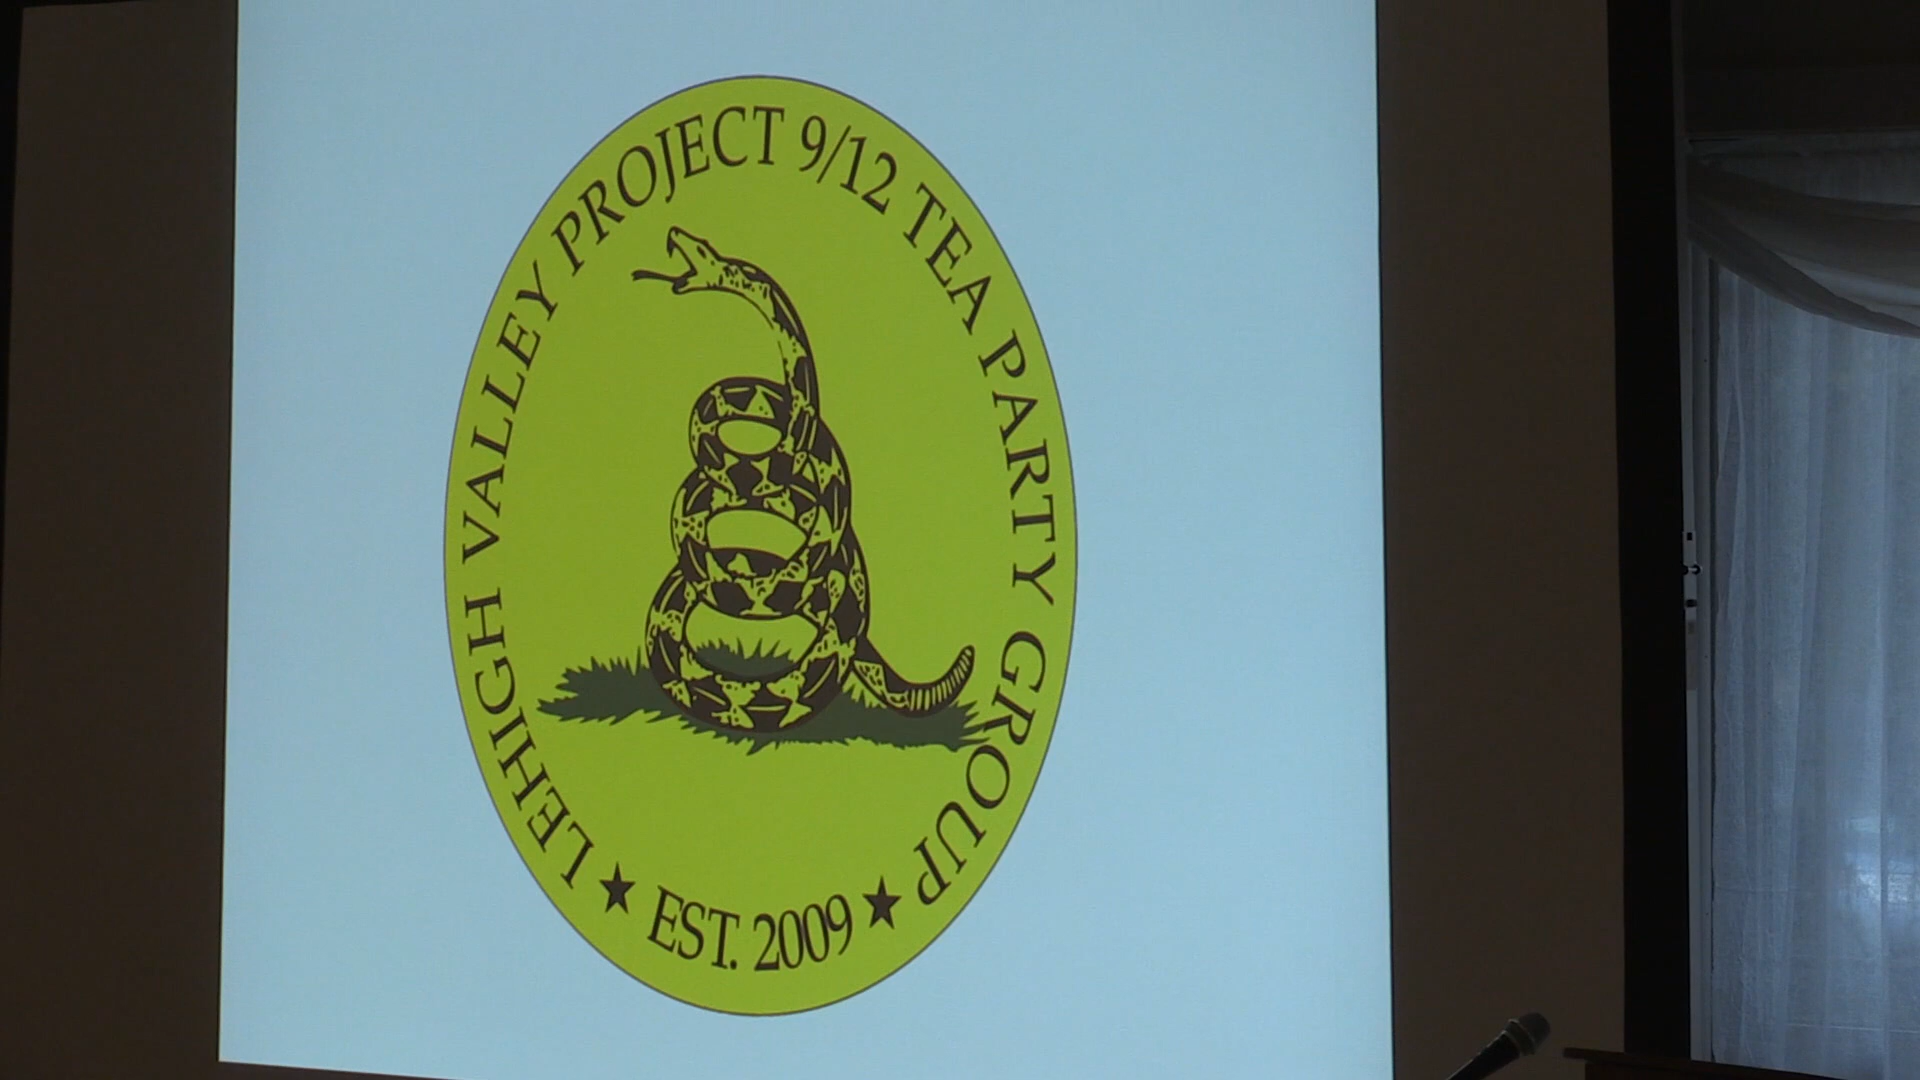 LEHIGH VALLEY PROJECT 9/12 TEA PARTY GROUP
★ EST. 2009 ★